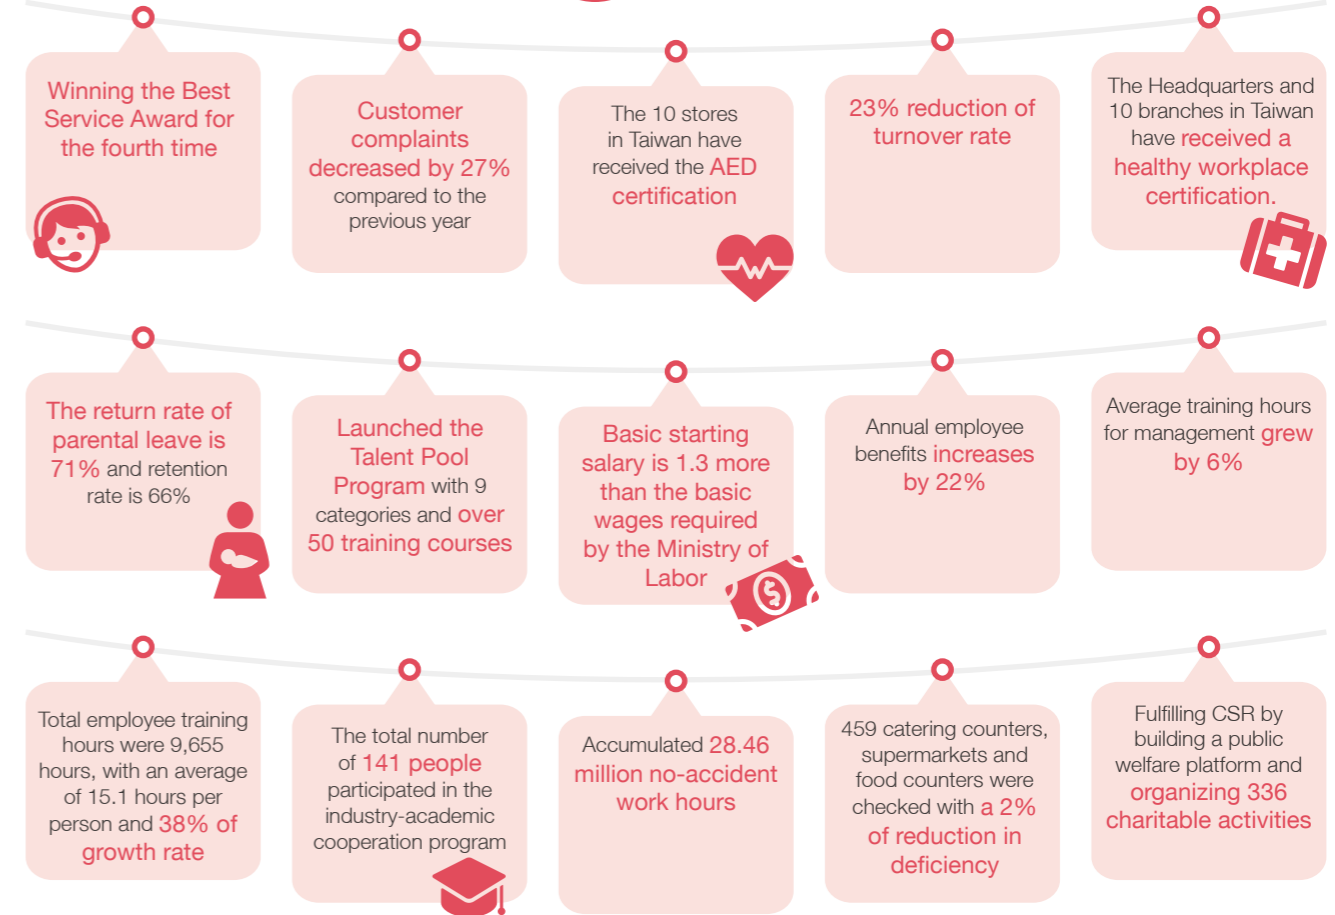 Winning the Best
Service Award for
the fourth time
Customer
complaints
decreased by 27%
compared to the
previous year
The 10 stores
in Taiwan have
received the AED
certification
23% reduction of
turnover rate
The Headquarters and
10 branches in Taiwan
have received a
healthy workplace
certification.
The return rate of
parental leave is
71% and retention
rate is 66%
Launched the
Talent Pool
Program with 9
categories and over
50 training courses
Basic starting
salary is 1.3 more
than the basic
wages required
by the Ministry of
Labor
Annual employee
benefits increases
by 22%
Average training hours
for management grew
by 6%
Total employee training
hours were 9,655
hours, with an average
of 15.1 hours per
person and 38% of
growth rate
The total number
of 141 people
participated in the
industry-academic
cooperation program
Accumulated 28.46
million no-accident
work hours
459 catering counters,
supermarkets and
food counters were
checked with a 2%
of reduction in
deficiency
Fulfilling CSR by
building a public
welfare platform and
organizing 336
charitable activities